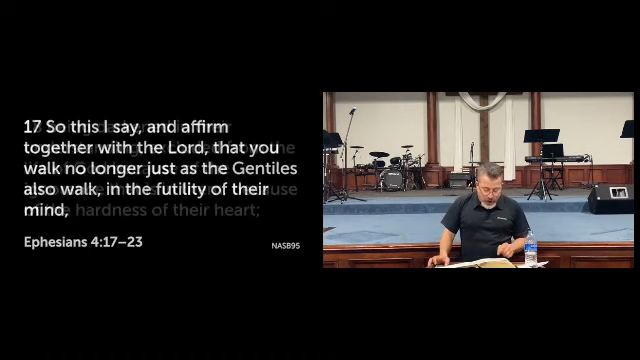 17 So this I say, and affirm
together with the Lord, that you
walk no longer just as the Gentiles
also walk, in the futility of their
mind,
the hardness of their heart;
Ephesians 4:17–23
NASB95